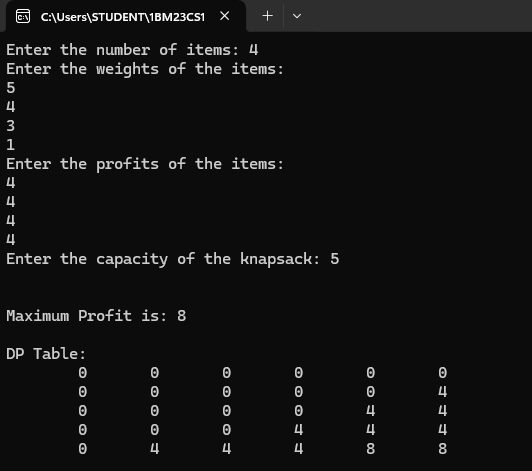 C:\Users\STUDENT\1BM23CS1
Enter the number of items: 4
Enter the weights of the items:
5
4
3
1
Enter the profits of the items:
4
4
4
4
Enter the capacity of the knapsack: 5
Maximum Profit is: 8
DP Table:
0 0 0 0 0 0
0 0 0 0 0 4
0 0 0 0 4 4
0 0 0 4 4 4
0 4 4 4 8 8